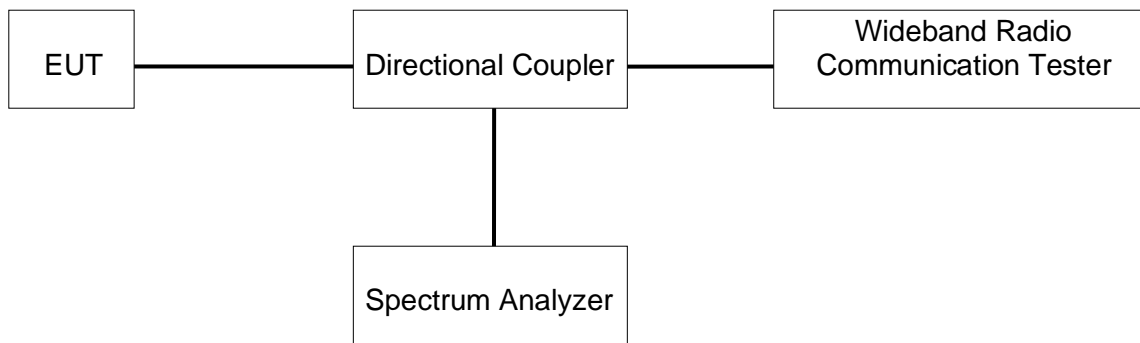 EUT
Directional Coupler
Wideband Radio
Communication Tester
Spectrum Analyzer